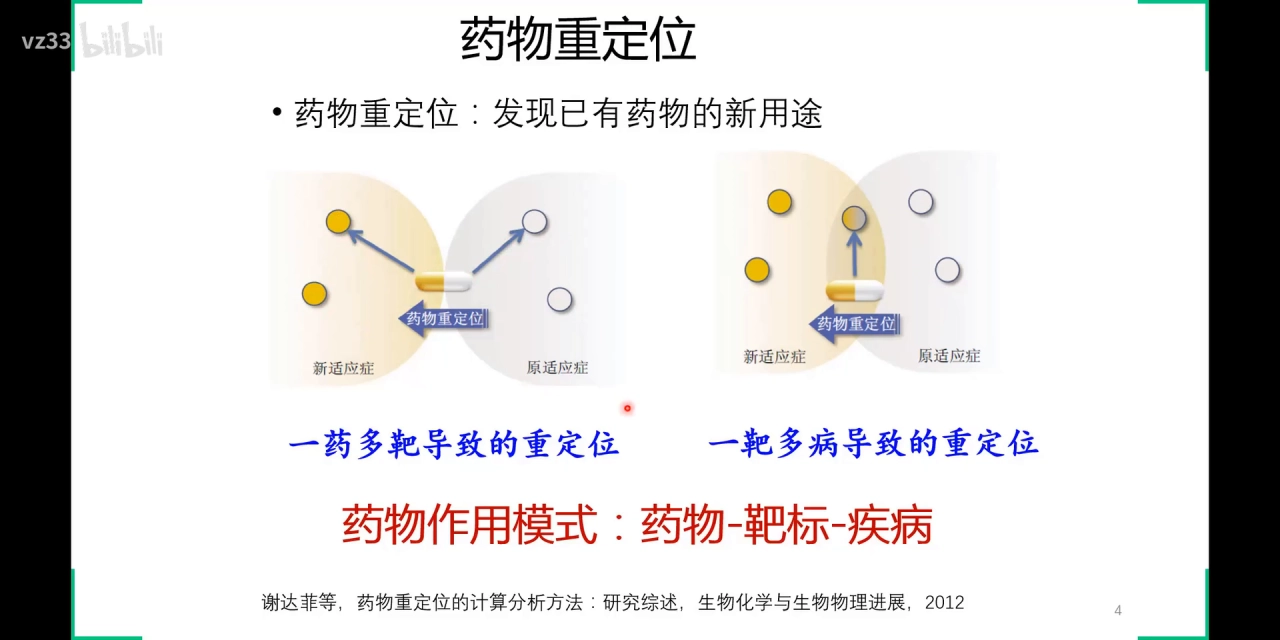 vz33 bilibili
药物重定位
• 药物重定位：发现已有药物的新用途
药物重定位
新适应症
原适应症
药物重定位
新适应症
原适应症
一药多靶导致的重定位
一靶多病导致的重定位
药物作用模式：药物-靶标-疾病
谢达菲等，药物重定位的计算分析方法：研究综述，生物化学与生物物理进展，2012
4